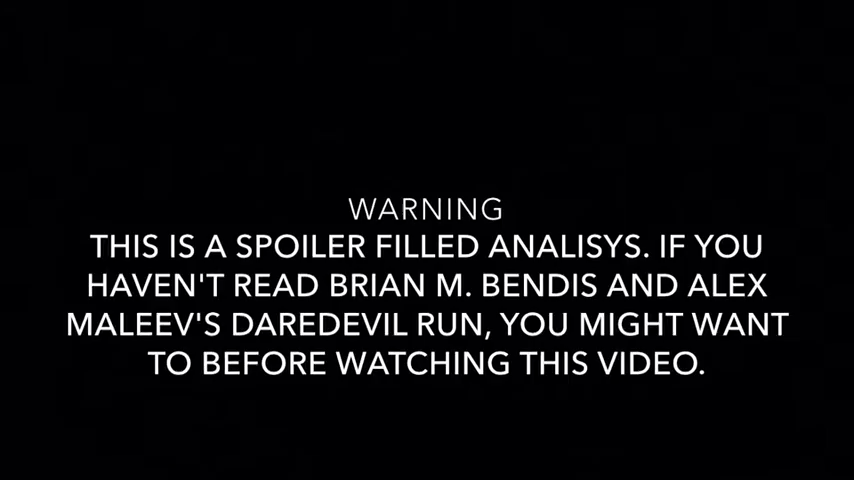 WARNING
THIS IS A SPOILER FILLED ANALISYS. IF YOU
HAVEN'T READ BRIAN M. BENDIS AND ALEX
MALEEV'S DAREDEVIL RUN, YOU MIGHT WANT
TO BEFORE WATCHING THIS VIDEO.